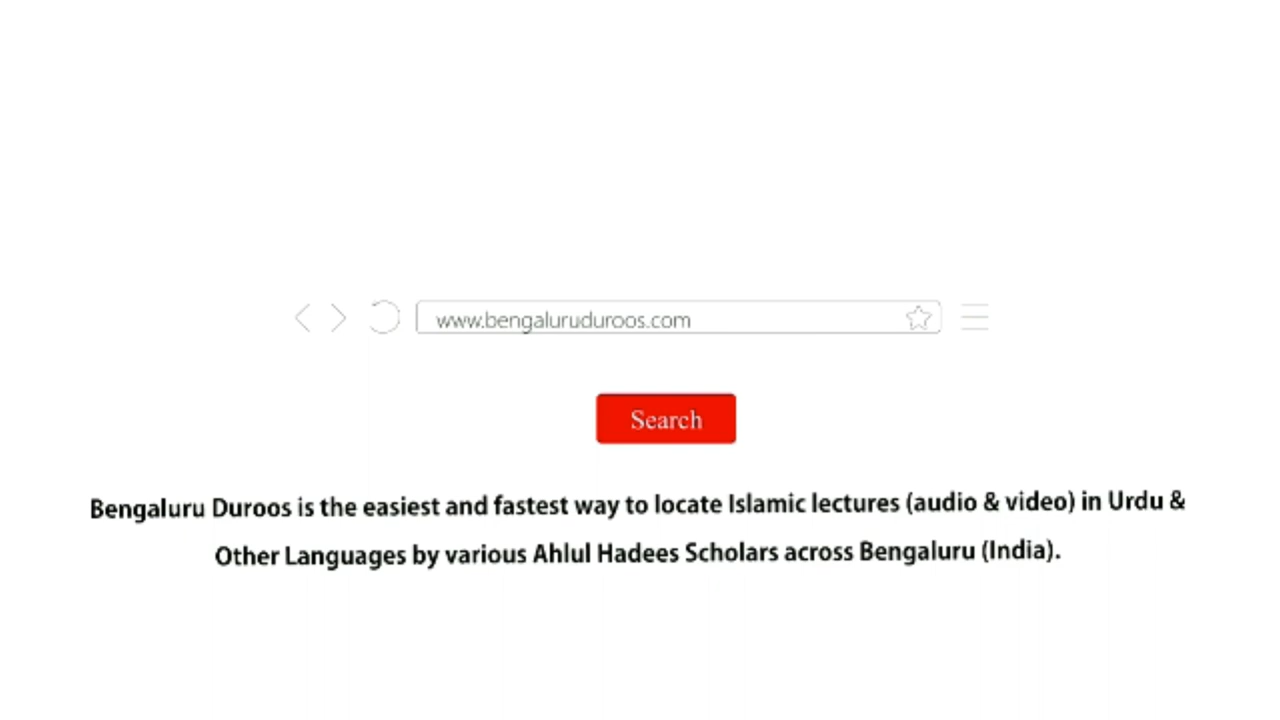 www.bengaluruduroos.com
Search
Bengaluru Duroos is the easiest and fastest way to locate Islamic lectures (audio & video) in Urdu &
Other Languages by various Ahlul Hadees Scholars across Bengaluru (India).